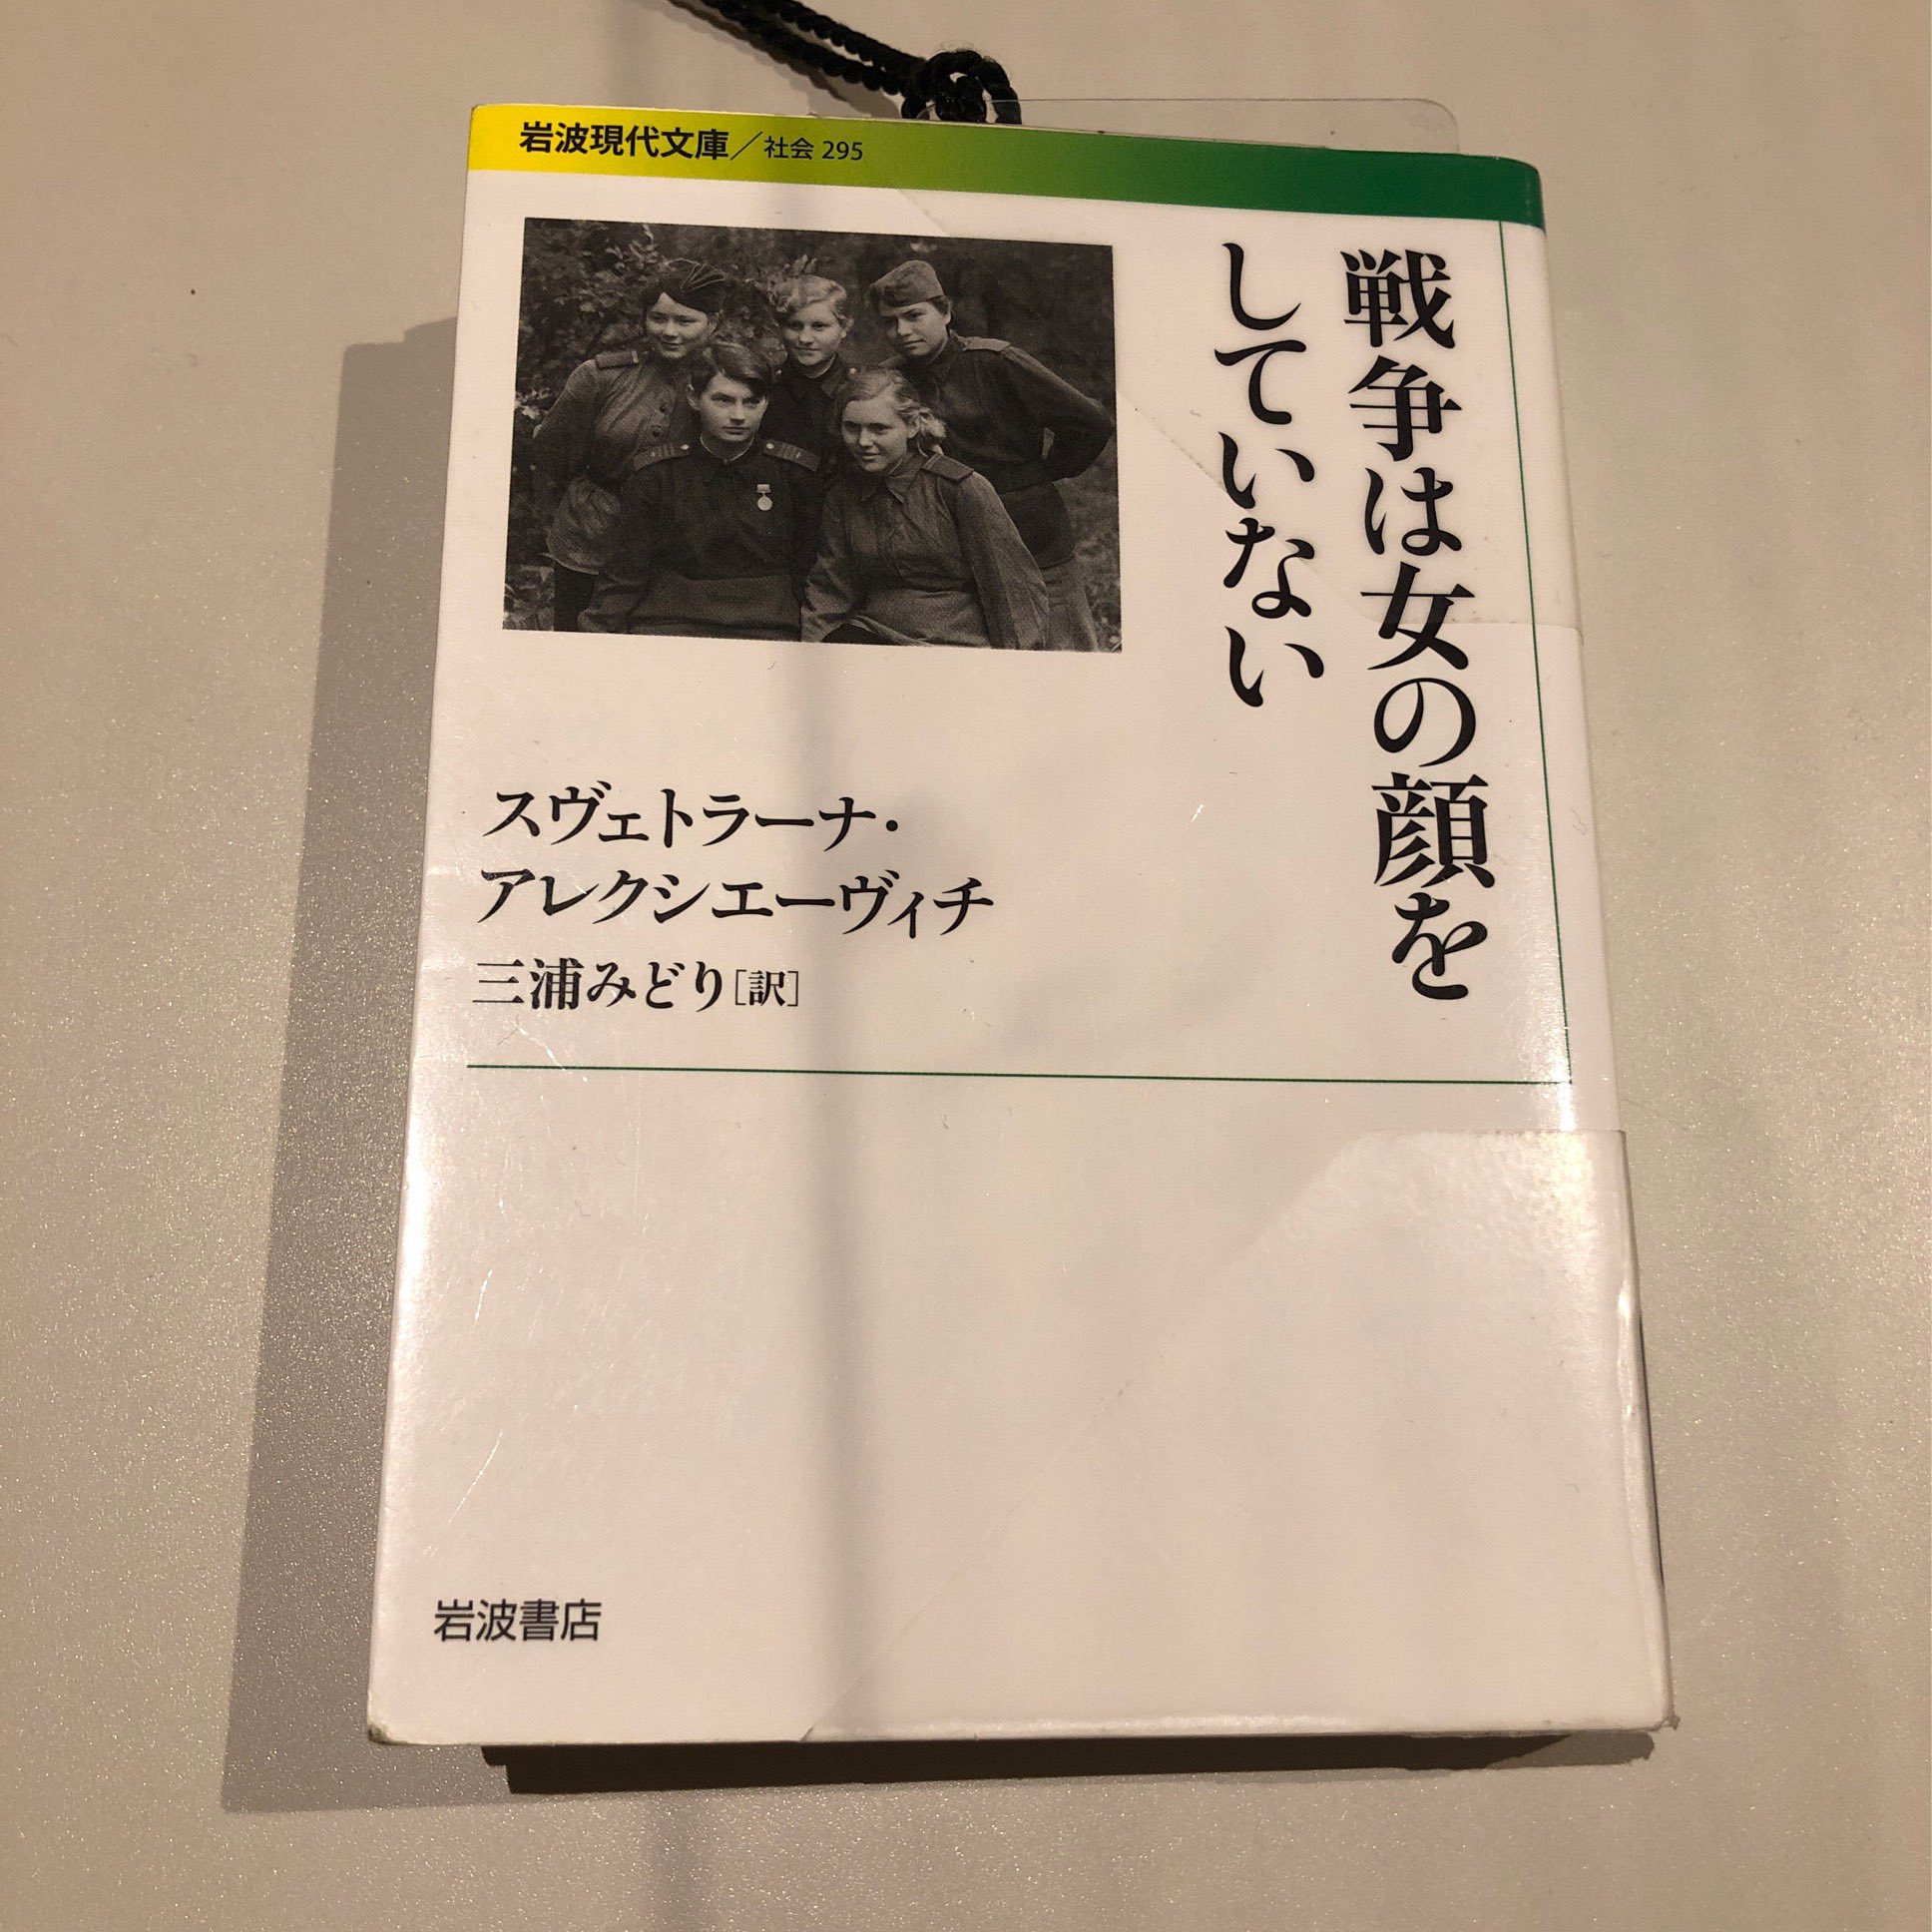 岩波現代文庫／社会 295
戦争は女の顔を
していない
スヴェトラーナ・
アレクシエーヴィチ
三浦みどり［訳］
岩波書店